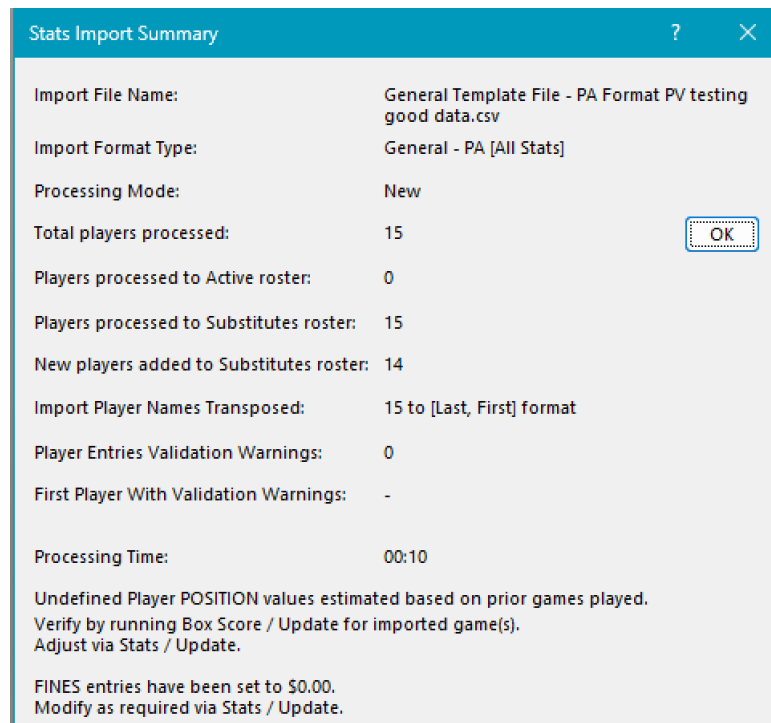 Stats Import Summary ?
Import File Name: General Template File - PA Format PV testing
good data.csv
Import Format Type: General - PA [All Stats]
Processing Mode: New
Total players processed: 15 OK
Players processed to Active roster: 0
Players processed to Substitutes roster: 15
New players added to Substitutes roster: 14
Import Player Names Transposed: 15 to [Last, First] format
Player Entries Validation Warnings: 0
First Player With Validation Warnings: -
Processing Time: 00:10
Undefined Player POSITION values estimated based on prior games played.
Verify by running Box Score / Update for imported game(s).
Adjust via Stats / Update.
FINES entries have been set to $0.00.
Modify as required via Stats / Update.